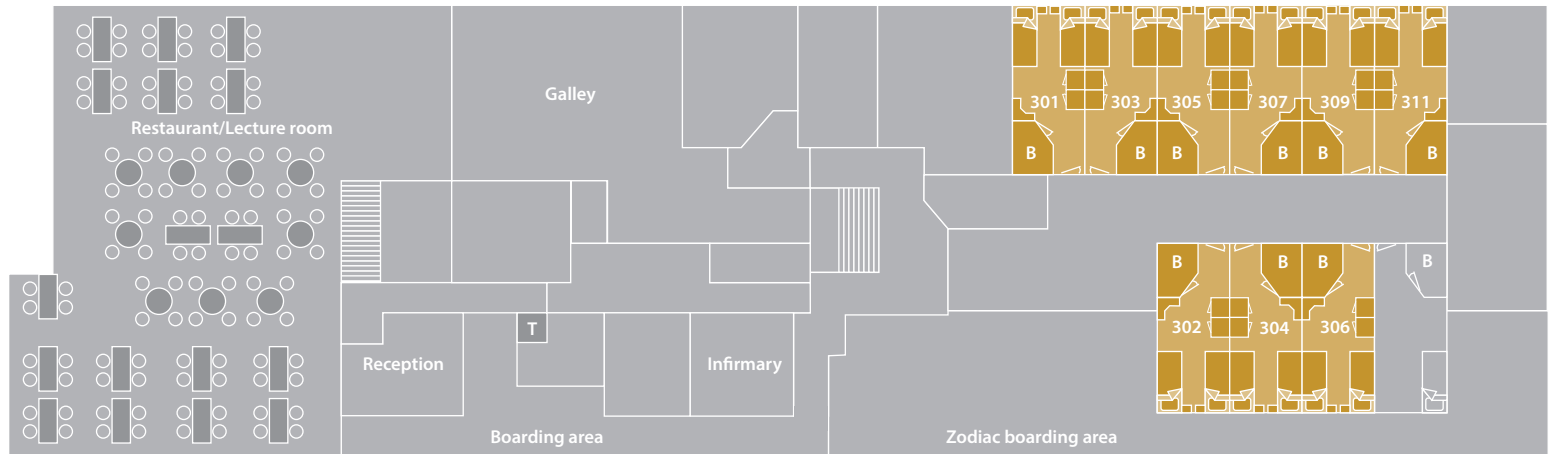 Galley
301
303
305
307
309
311
Restaurant/Lecture room
B
B
B
B
B
B
B
B
B
B
T
302
304
306
Reception
Infirmary
Boarding area
Zodiac boarding area